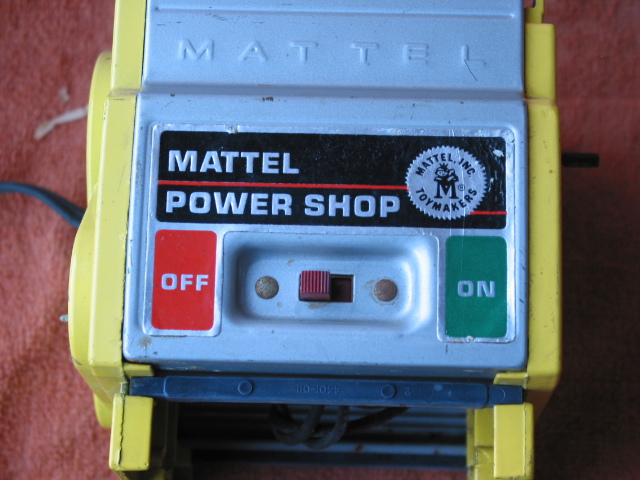 MATTEL
MATTEL
POWER SHOP
MATTEL, INC.
M
®
TOYMAKERS
OFF
ON